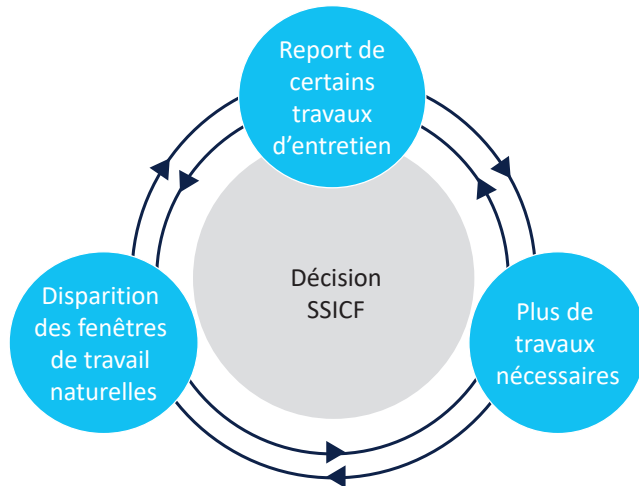 Report de
certains
travaux
d'entretien
Décision
SSICF
Disparition
des fenêtres
de travail
naturelles
Plus de
travaux
nécessaires